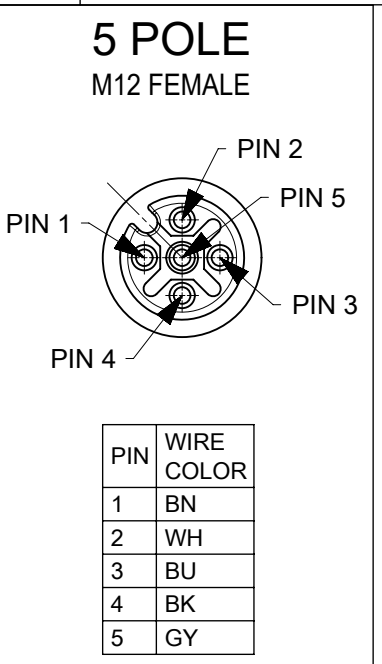 5 POLE
M12 FEMALE
PIN 2
PIN 5
PIN 1
PIN 3
PIN 4
PIN WIRE COLOR
1 BN
2 WH
3 BU
4 BK
5 GY